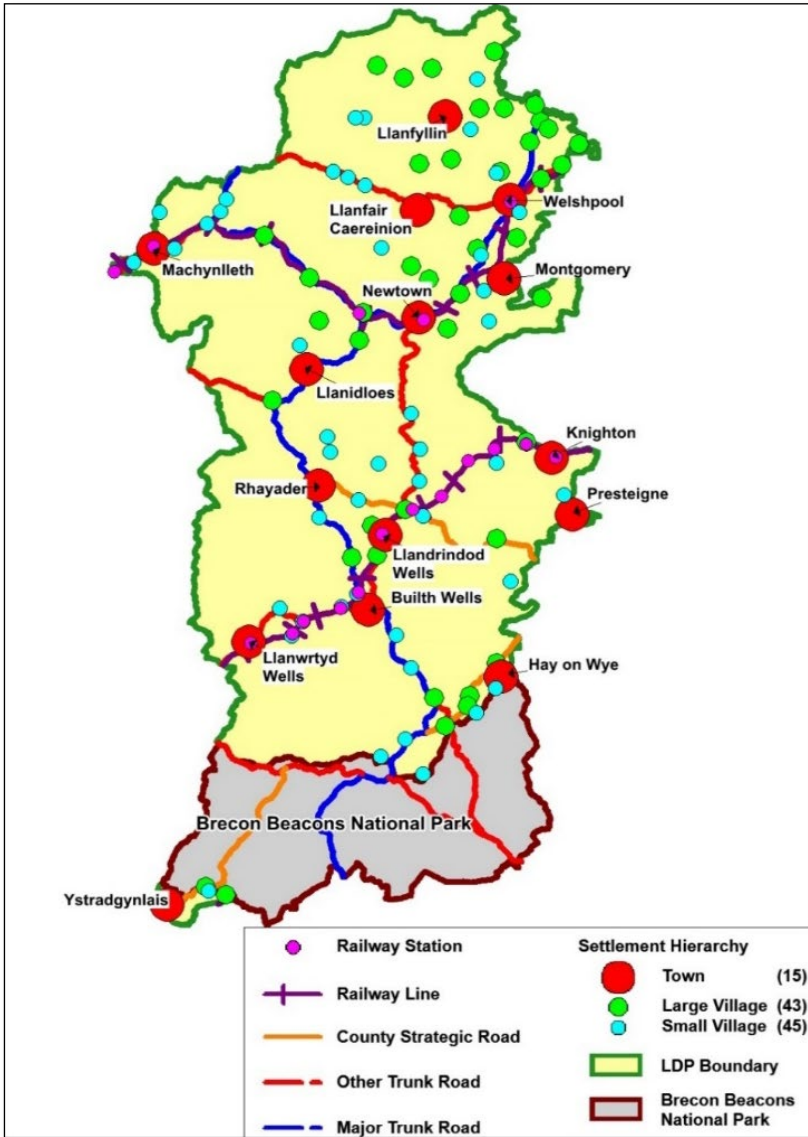 Llanfyllin
Welshpool
Llanfair
Caereinion
Machynlleth
Montgomery
Newtown
Llanidloes
Knighton
Rhayader
Presteigne
Llandrindod
Wells
Builth Wells
Llanwrtyd
Wells
Hay on Wye
Brecon Beacons National Park
Ystradgynlais
Railway Station
Railway Line
County Strategic Road
Other Trunk Road
Major Trunk Road
Settlement Hierarchy
Town (15)
Large Village (43)
Small Village (45)
LDP Boundary
Brecon Beacons
National Park